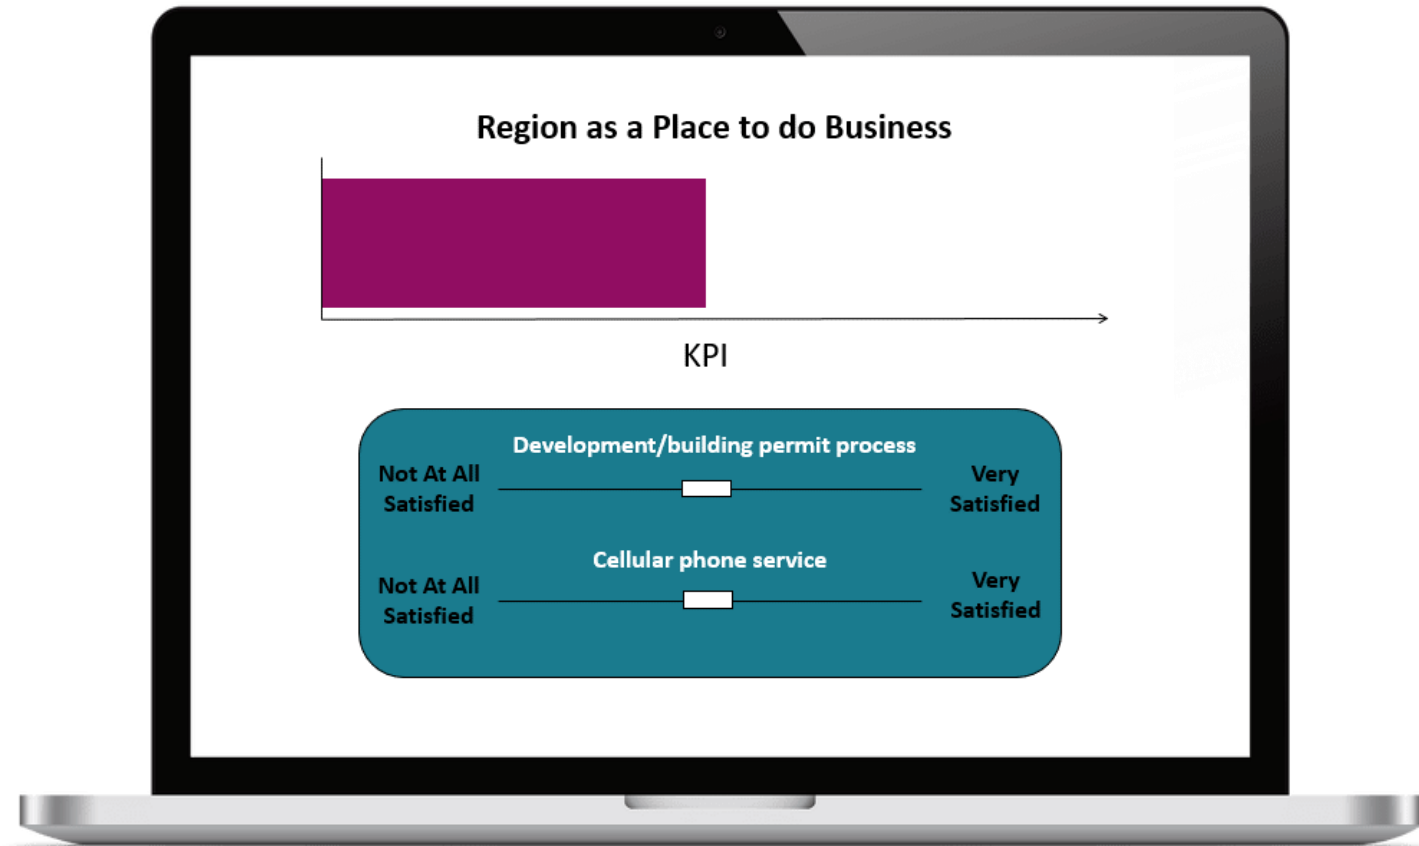 Region as a Place to do Business
KPI
Development/building permit process
Not At All
Satisfied
Very
Satisfied
Cellular phone service
Not At All
Satisfied
Very
Satisfied